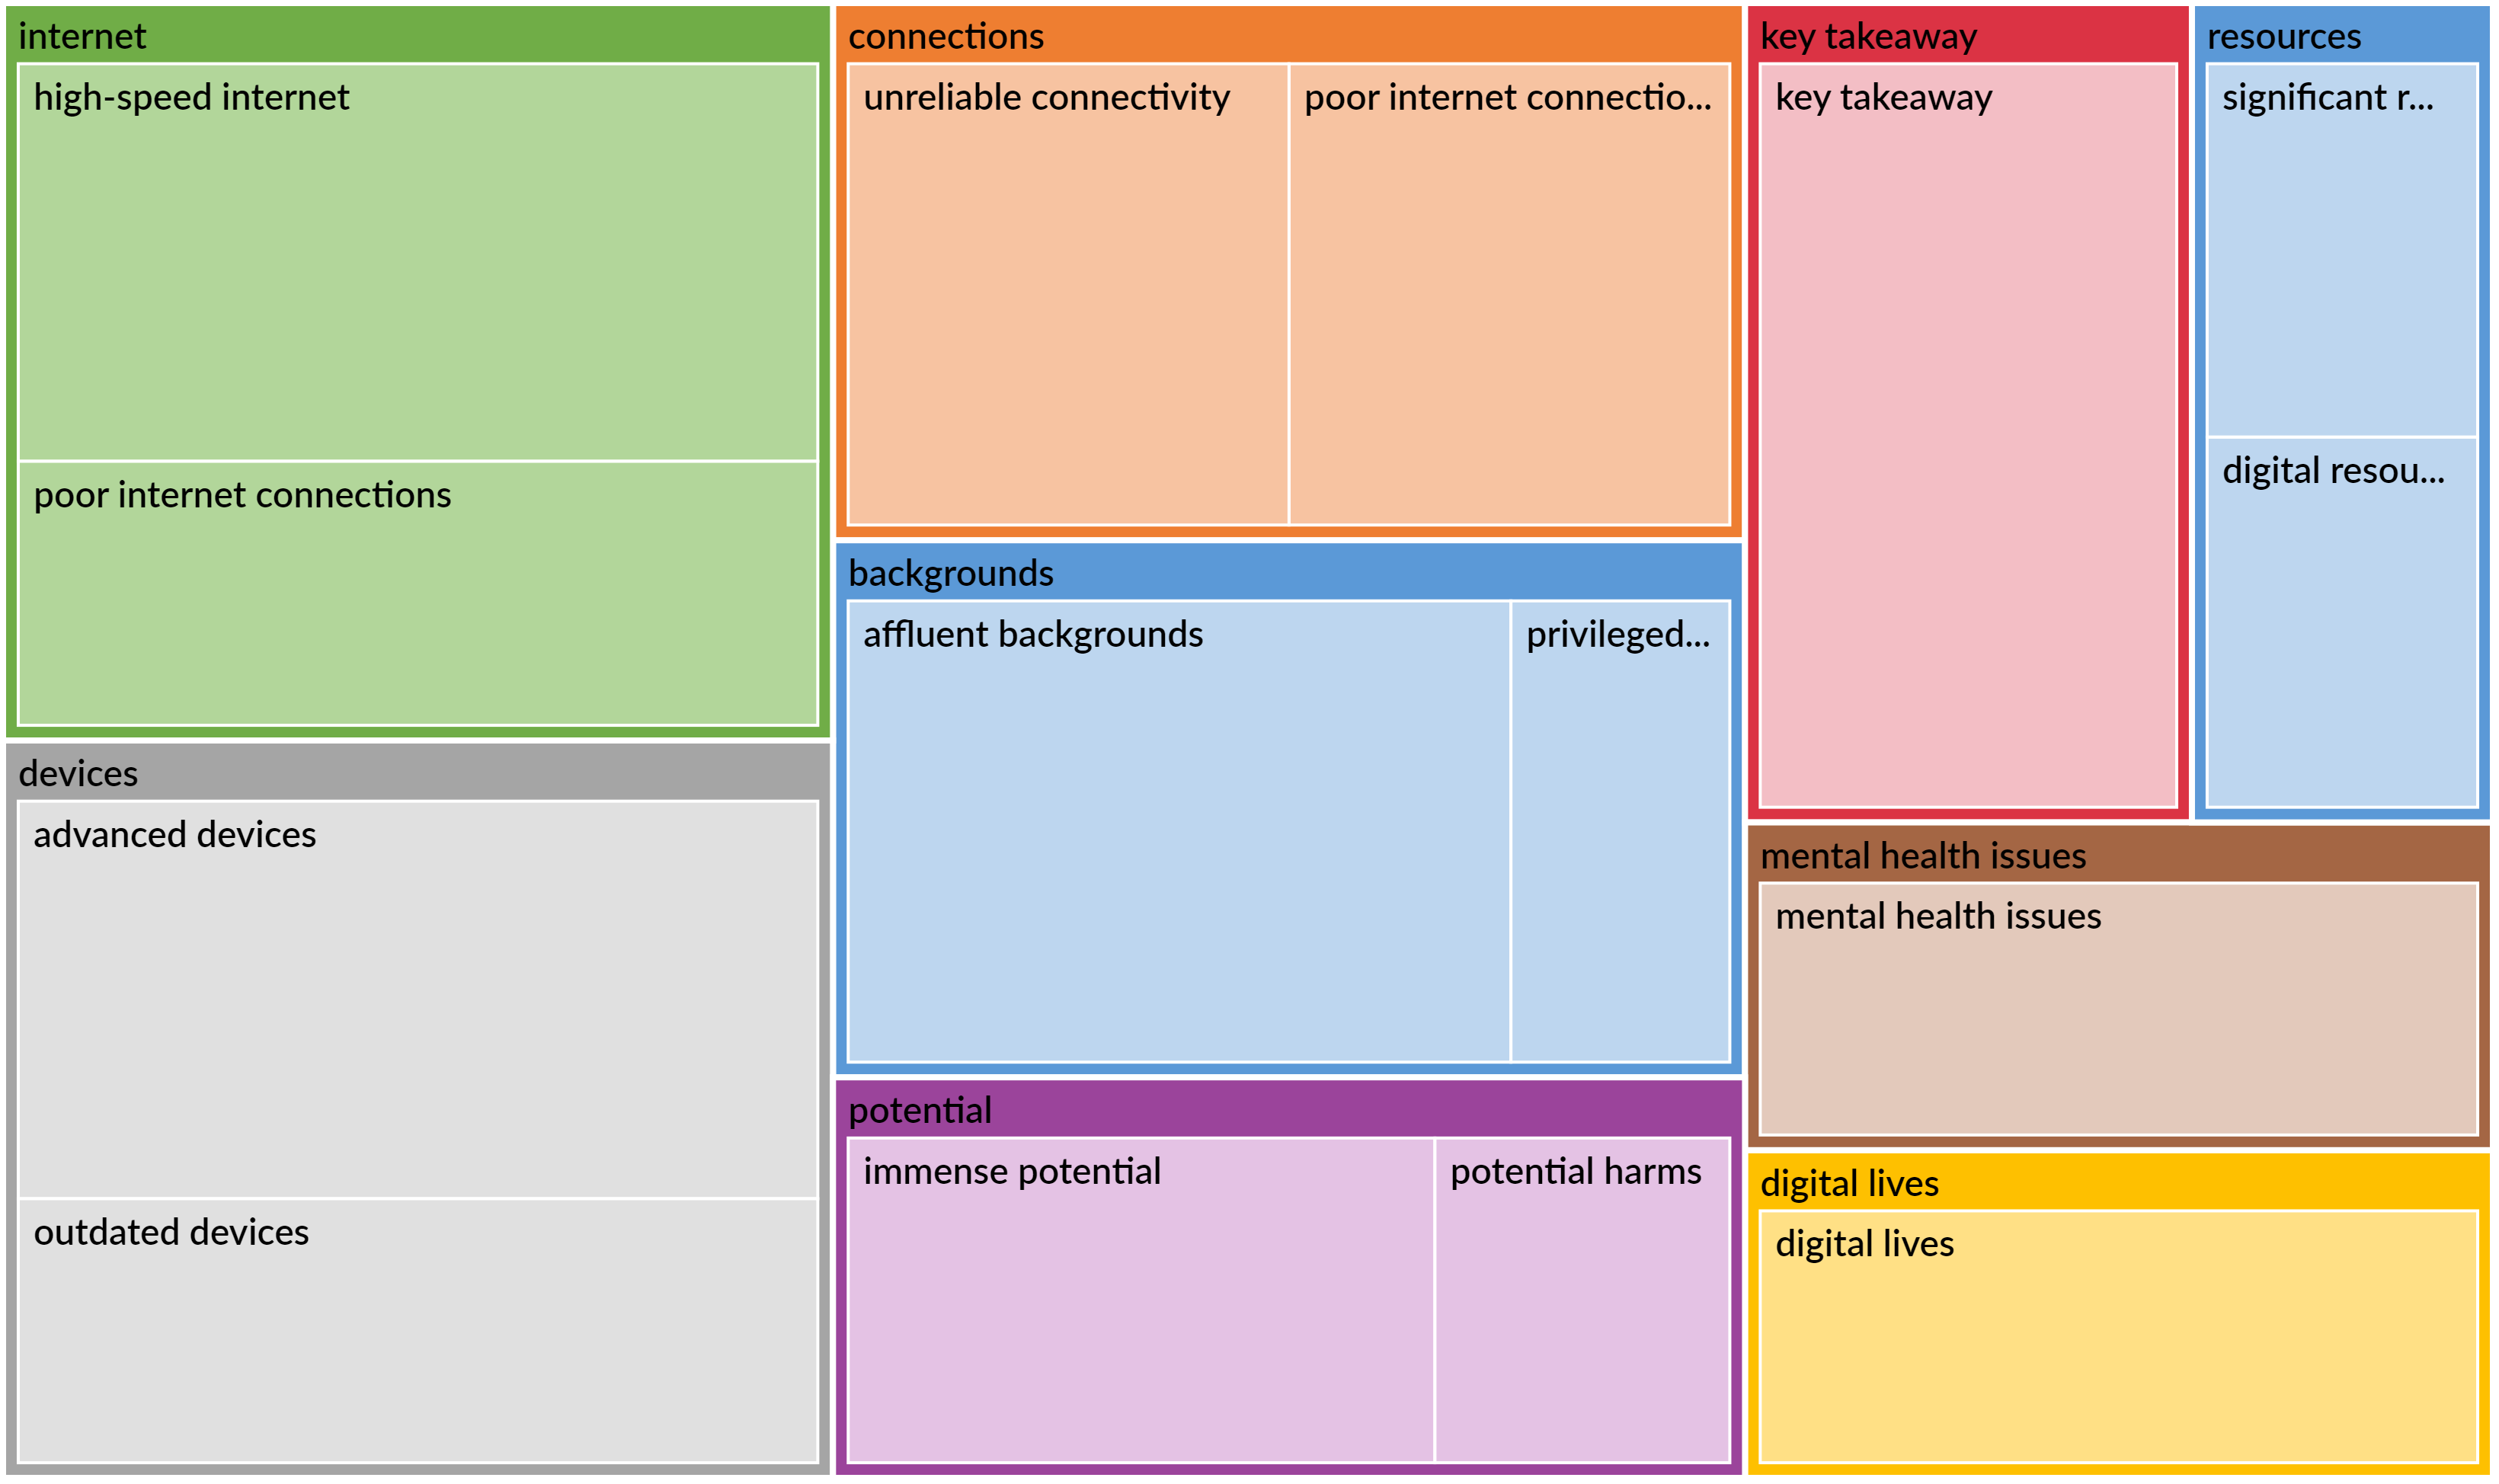 internet
high-speed internet
poor internet connections
devices
advanced devices
outdated devices
connections
unreliable connectivity
poor internet connectio...
backgrounds
affluent backgrounds
privileged...
potential
immense potential
potential harms
key takeaway
key takeaway
resources
significant r...
digital resou...
mental health issues
mental health issues
digital lives
digital lives